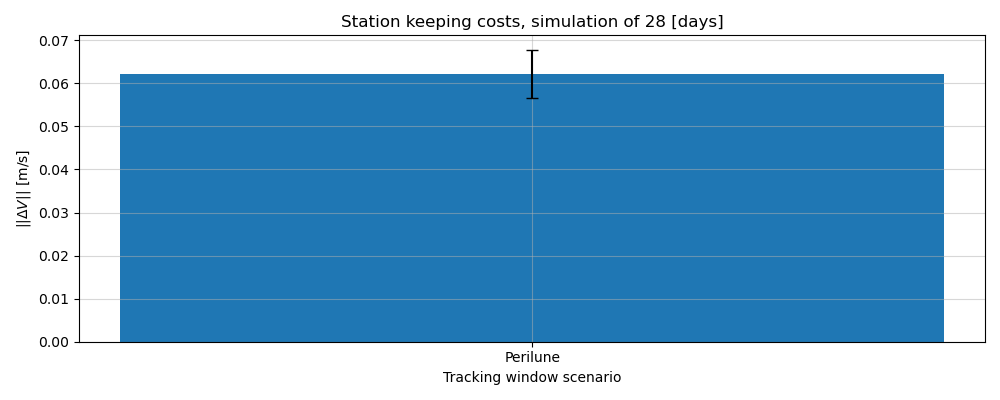 Station keeping costs, simulation of 28 [days]
0.07
0.06
0.05
0.04
0.03
0.02
0.01
0.00
||ΔV|| [m/s]
Perilune
Tracking window scenario